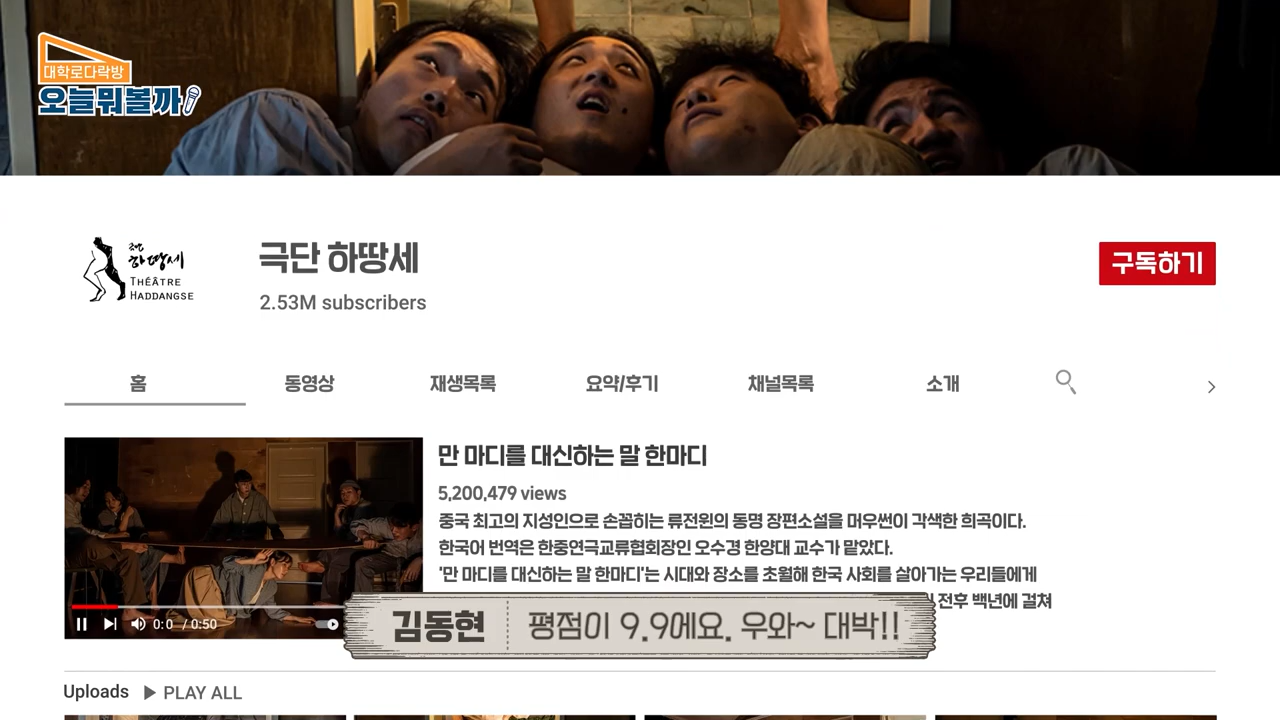 대학로다락방
오늘뭐볼까
극단
하땅세
THÉÂTRE
HADDANGSE
극단 하땅세
2.53M subscribers
구독하기
홈 동영상 재생목록 요약/후기 채널목록 소개
만 마디를 대신하는 말 한마디
5,200,479 views
중국 최고의 지성인으로 손꼽히는 류전윈의 동명 장편소설을 머우썬이 각색한 희곡이다.
한국어 번역은 한중연극교류협회장인 오수경 한양대 교수가 맡았다.
'만 마디를 대신하는 말 한마디'는 시대와 장소를 초월해 한국 사회를 살아가는 우리들에게
전후 백년에 걸쳐
0:0 / 0:50
김동현 평점이 9.9에요. 우와~ 대박!!
Uploads ▶ PLAY ALL